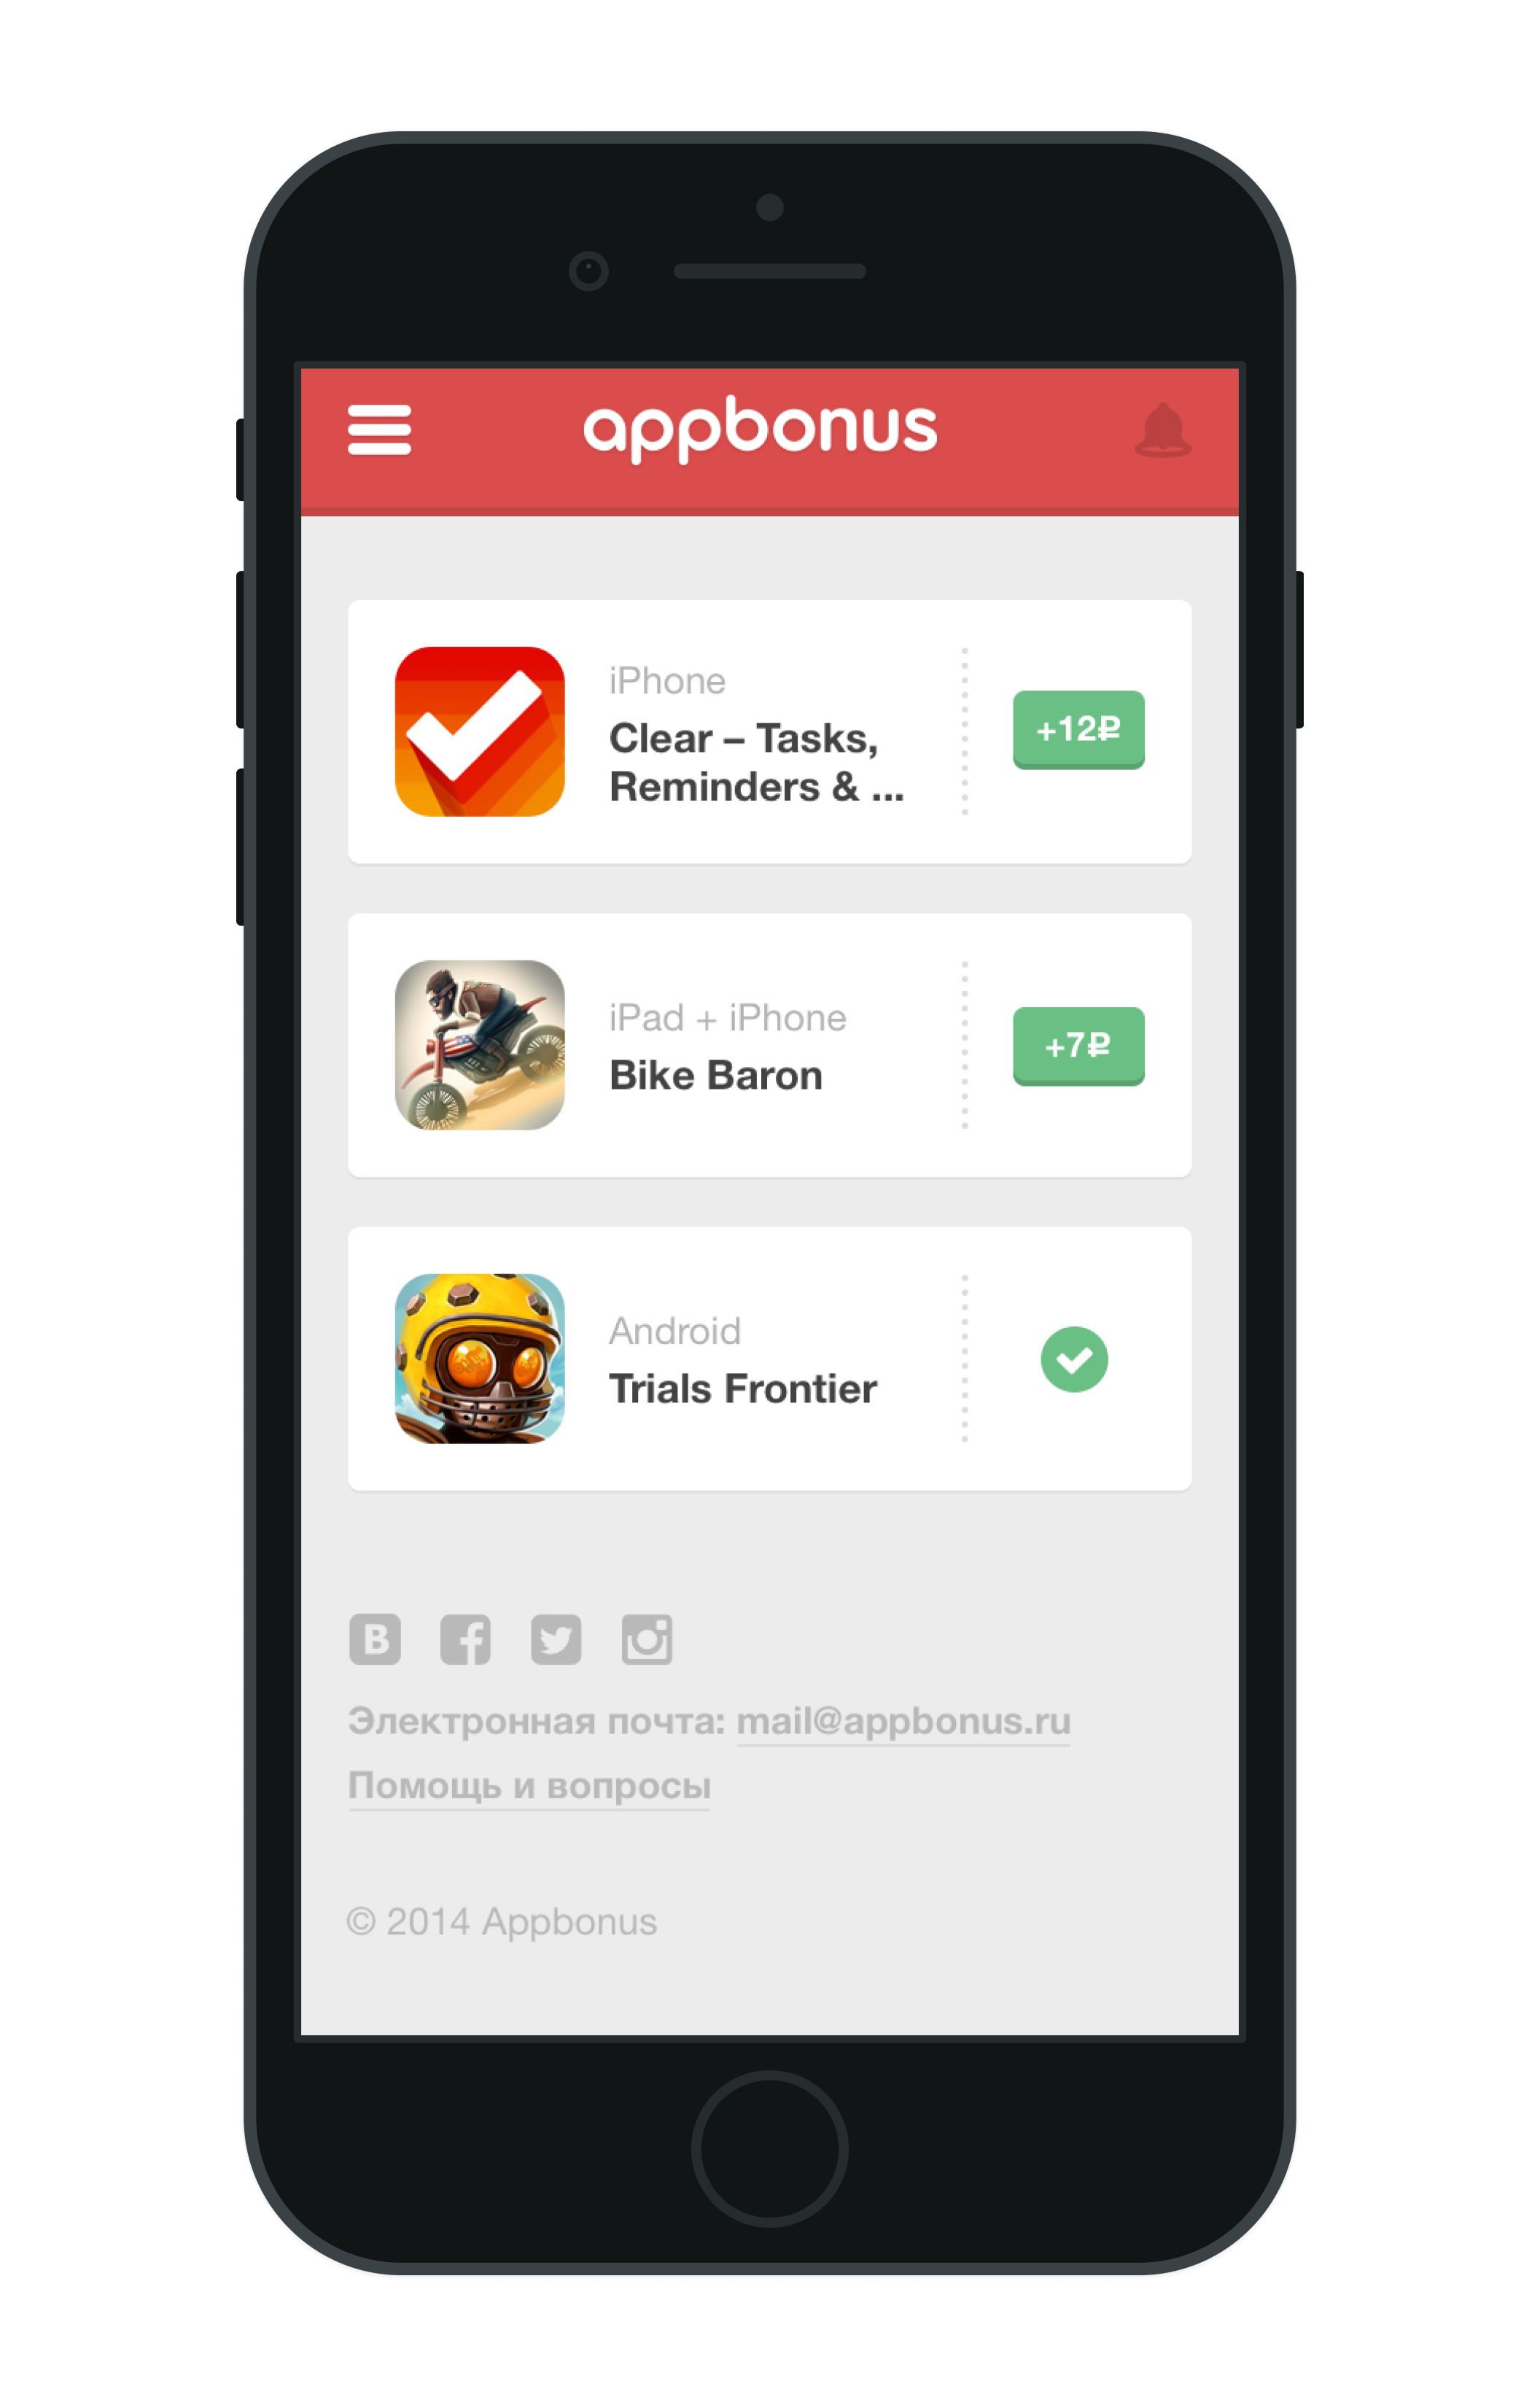 appbonus
iPhone
Clear – Tasks,
Reminders & ...
+12₽
iPad + iPhone
Bike Baron
+7₽
Android
Trials Frontier
Электронная почта: mail@appbonus.ru
Помощь и вопросы
© 2014 Appbonus